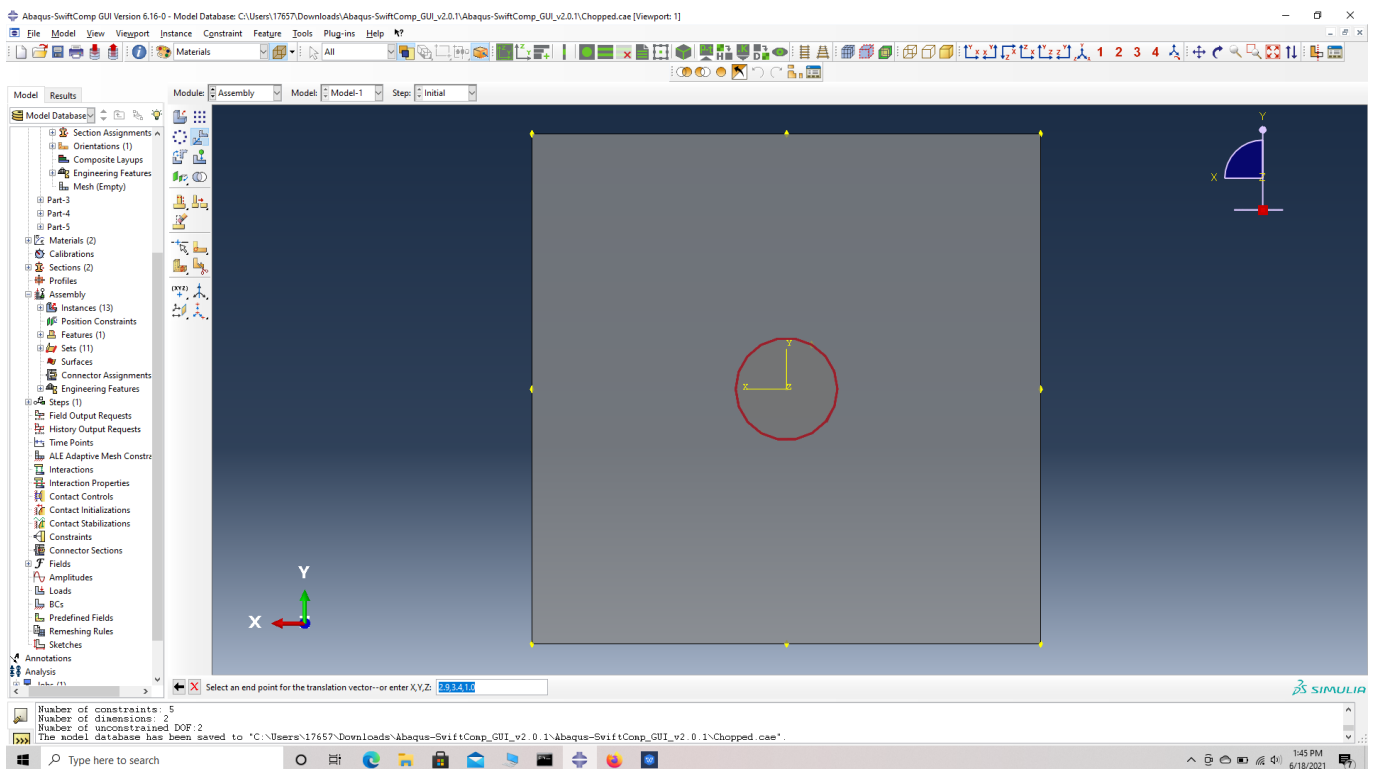 Abaqus-SwiftComp GUI Version 6.16-0 - Model Database: C:\Users\17657\Downloads\Abaqus-SwiftComp_GUI_v2.0.1\Abaqus-SwiftComp_GUI_v2.0.1\Chopped.cae [Viewport: 1]
File Model View Viewport Instance Constraint Feature Tools Plug-ins Help
Materials All 1 2 3 4
Model Results Module: Assembly Model: Model-1 Step: Initial
Model Database
Section Assignments
Orientations (1)
Composite Layups
Engineering Features
Mesh (Empty)
Part-3
Part-4
Part-5
Materials (2)
Calibrations
Sections (2)
Profiles
Assembly
Instances (13)
Position Constraints
Features (1)
Sets (11)
Surfaces
Connector Assignments
Engineering Features
Steps (1)
Field Output Requests
History Output Requests
Time Points
ALE Adaptive Mesh Constra
Interactions
Interaction Properties
Contact Controls
Contact Initializations
Contact Stabilizations
Constraints
Connector Sections
Fields
Amplitudes
Loads
BCs
Predefined Fields
Remeshing Rules
Sketches
Annotations
Analysis
Jobs (1)
(XYZ)
Y
X Z
Y
X Z
Y
X Z
Select an end point for the translation vector--or enter X,Y,Z: 2.9,3.4,1.0
SIMULIA
Number of constraints: 5
Number of dimensions: 2
Number of unconstrained DOF:2
The model database has been saved to "C:\Users\17657\Downloads\Abaqus-SwiftComp_GUI_v2.0.1\Abaqus-SwiftComp_GUI_v2.0.1\Chopped.cae".
Type here to search
1:45 PM
6/18/2021